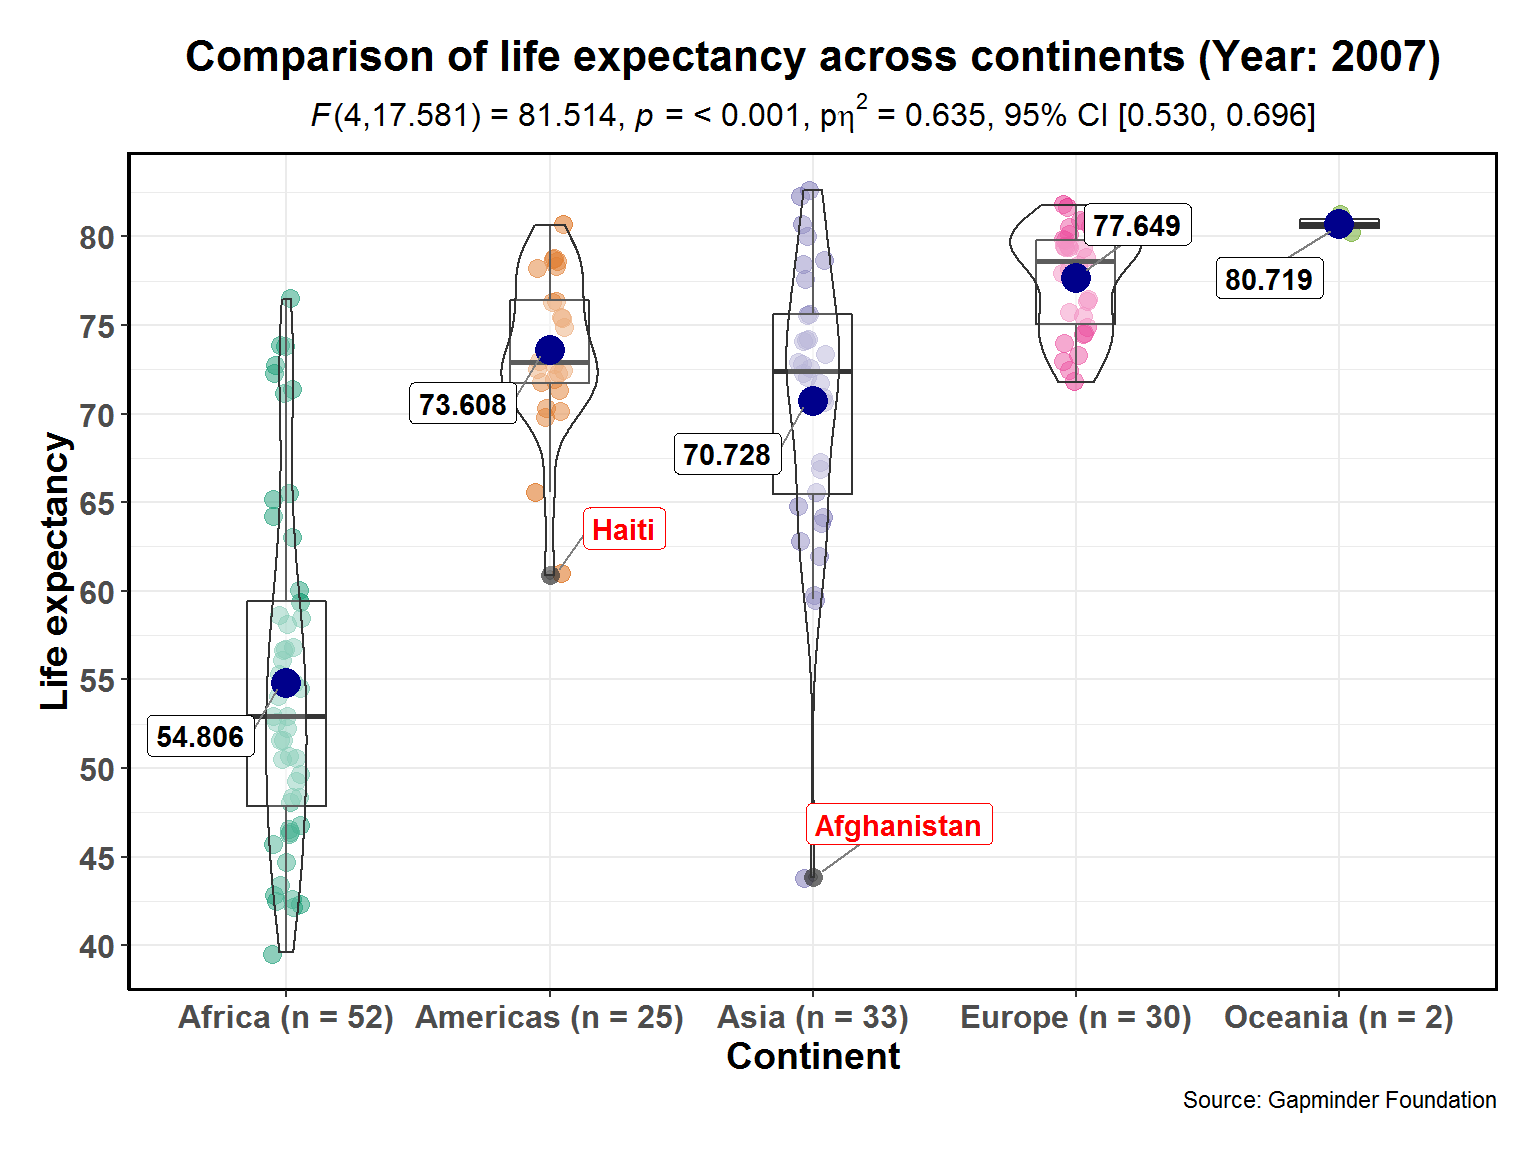 Comparison of life expectancy across continents (Year: 2007)
F(4,17.581) = 81.514, p = < 0.001, pη² = 0.635, 95% CI [0.530, 0.696]
Life expectancy
80
75
70
65
60
55
50
45
40
54.806
73.608
Haiti
70.728
Afghanistan
77.649
80.719
Africa (n = 52) Americas (n = 25) Asia (n = 33) Europe (n = 30) Oceania (n = 2)
Continent
Source: Gapminder Foundation